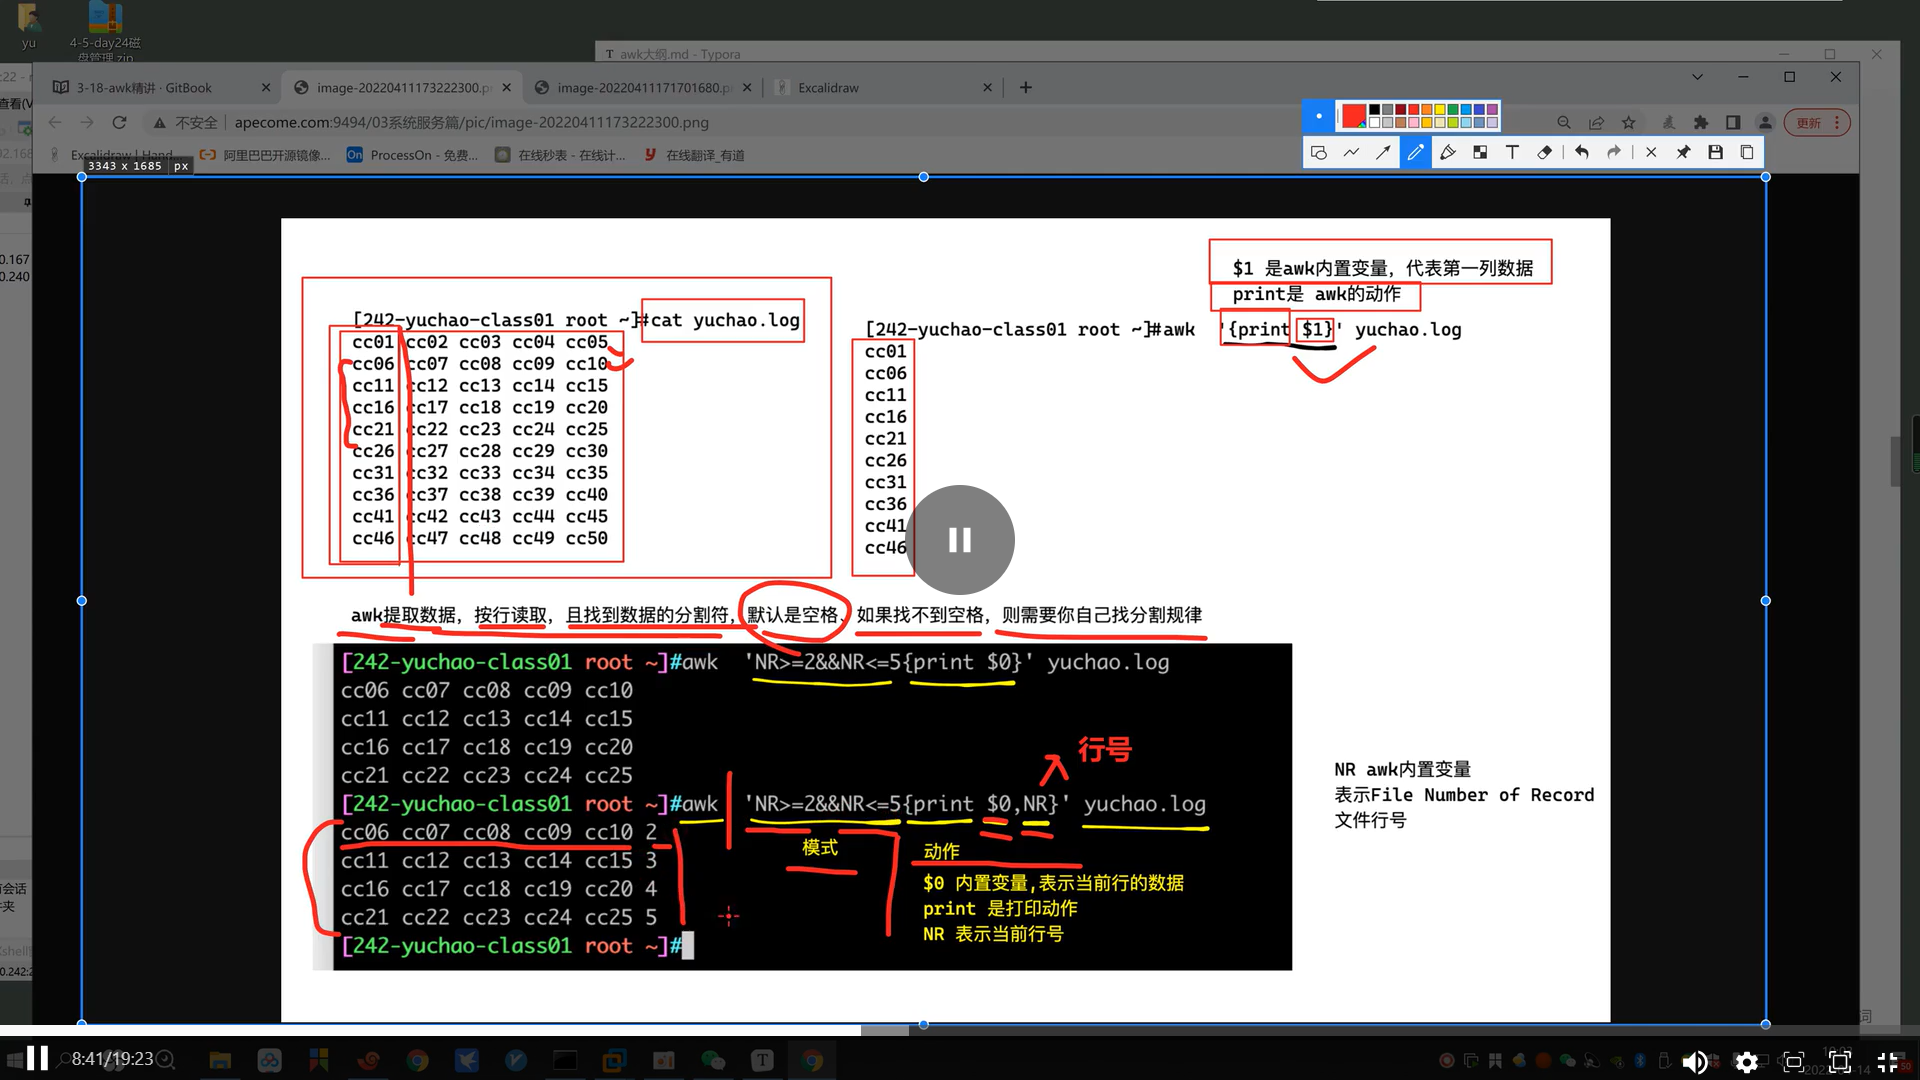 yu
4-5-day24磁
盘管理.zip
T awk大纲.md - Typora
3-18-awk精讲 · GitBook
image-20220411173222300.p
image-20220411171701680.p
Excalidraw
不安全
apecome.com:9494/03系统服务篇/pic/image-20220411173222300.png
更新
Excalidraw | Hand...
阿里巴巴开源镜像...
On ProcessOn - 免费...
在线秒表 - 在线计...
在线翻译_有道
3343 x 1685 px
0.167
0.240
$1 是awk内置变量，代表第一列数据
print是 awk的动作
[242-yuchao-class01 root ~]#cat yuchao.log
cc01 cc02 cc03 cc04 cc05
cc06 cc07 cc08 cc09 cc10
cc11 cc12 cc13 cc14 cc15
cc16 cc17 cc18 cc19 cc20
cc21 cc22 cc23 cc24 cc25
cc26 cc27 cc28 cc29 cc30
cc31 cc32 cc33 cc34 cc35
cc36 cc37 cc38 cc39 cc40
cc41 cc42 cc43 cc44 cc45
cc46 cc47 cc48 cc49 cc50
[242-yuchao-class01 root ~]#awk '{print $1}' yuchao.log
cc01
cc06
cc11
cc16
cc21
cc26
cc31
cc36
cc41
cc46
awk提取数据，按行读取，且找到数据的分割符，默认是空格、如果找不到空格，则需要你自己找分割规律
[242-yuchao-class01 root ~]#awk 'NR>=2&&NR<=5{print $0}' yuchao.log
cc06 cc07 cc08 cc09 cc10
cc11 cc12 cc13 cc14 cc15
cc16 cc17 cc18 cc19 cc20
cc21 cc22 cc23 cc24 cc25
行号
[242-yuchao-class01 root ~]#awk 'NR>=2&&NR<=5{print $0,NR}' yuchao.log
cc06 cc07 cc08 cc09 cc10 2
cc11 cc12 cc13 cc14 cc15 3
cc16 cc17 cc18 cc19 cc20 4
cc21 cc22 cc23 cc24 cc25 5
[242-yuchao-class01 root ~]#
模式
动作
$0 内置变量,表示当前行的数据
print 是打印动作
NR 表示当前行号
NR awk内置变量
表示File Number of Record
文件行号
8:41/19:23